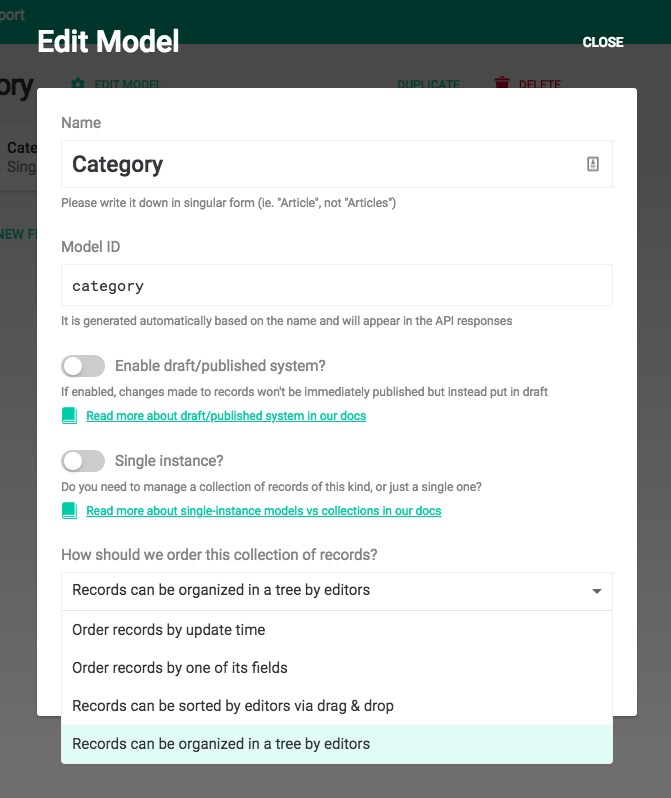 port
Edit Model
CLOSE
ory
EDIT MODEL
DUPLICATE
DELETE
Name
Cate
Category
Sing
Please write it down in singular form (ie. "Article", not "Articles")
NEW FI
Model ID
category
It is generated automatically based on the name and will appear in the API responses
Enable draft/published system?
If enabled, changes made to records won't be immediately published but instead put in draft
Read more about draft/published system in our docs
Single instance?
Do you need to manage a collection of records of this kind, or just a single one?
Read more about single-instance models vs collections in our docs
How should we order this collection of records?
Records can be organized in a tree by editors
Order records by update time
Order records by one of its fields
Records can be sorted by editors via drag & drop
Records can be organized in a tree by editors